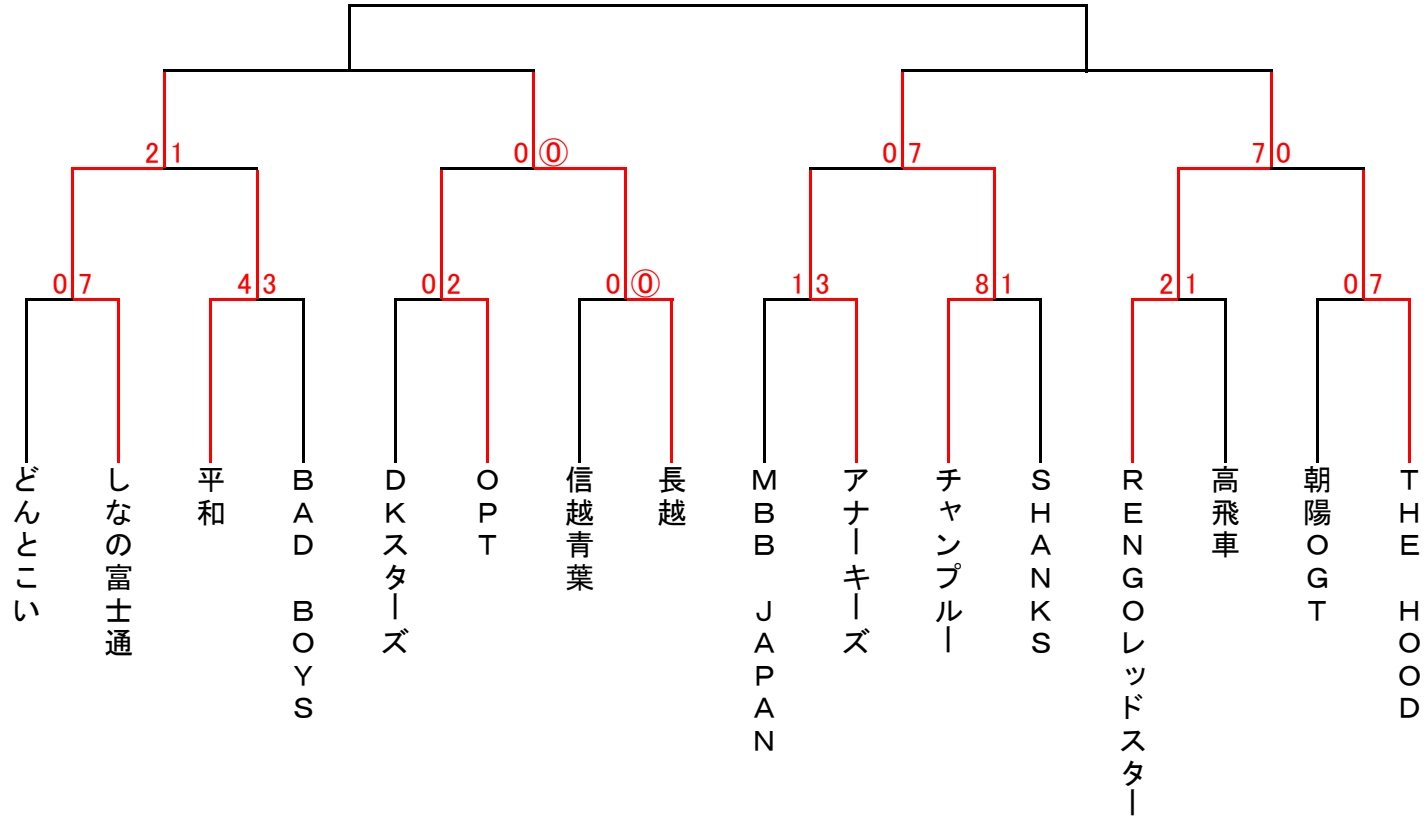 2 1
0 ⓪
0 7
7 0
0 7
4 3
0 2
0 ⓪
1 3
8 1
2 1
0 7
どんとこい
しなの富士通
平和
BAD BOYS
DKスターズ
OPT
信越青葉
長越
MBB JAPAN
アナーキーズ
チャンプルー
SHANKS
RENGOレッドスター
高飛車
朝陽OGT
THE HOOD